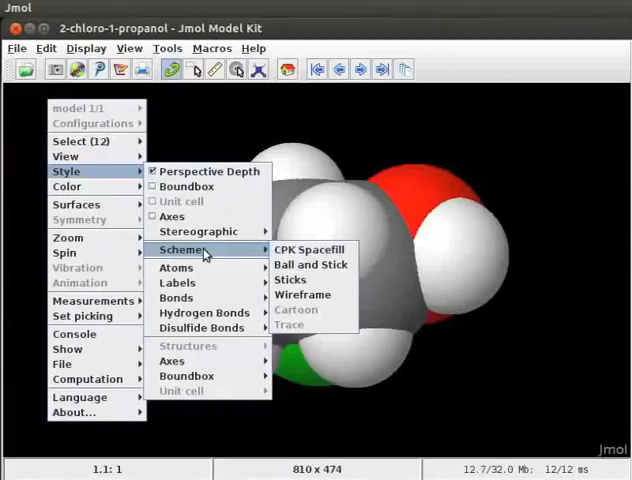 Jmol
2-chloro-1-propanol - Jmol Model Kit
File Edit Display View Tools Macros Help
model 1/1
Configurations
Select (12)
View
Style
Color
Surfaces
Symmetry
Zoom
Spin
Vibration
Animation
Measurements
Set picking
Console
Show
File
Computation
Language
About...
Perspective Depth
Boundbox
Unit cell
Axes
Stereographic
Scheme
Atoms
Labels
Bonds
Hydrogen Bonds
Disulfide Bonds
Structures
Axes
Boundbox
Unit cell
CPK Spacefill
Ball and Stick
Sticks
Wireframe
Cartoon
Trace
Jmol
1.1: 1 810 x 474 12.7/32.0 Mb; 12/12 ms